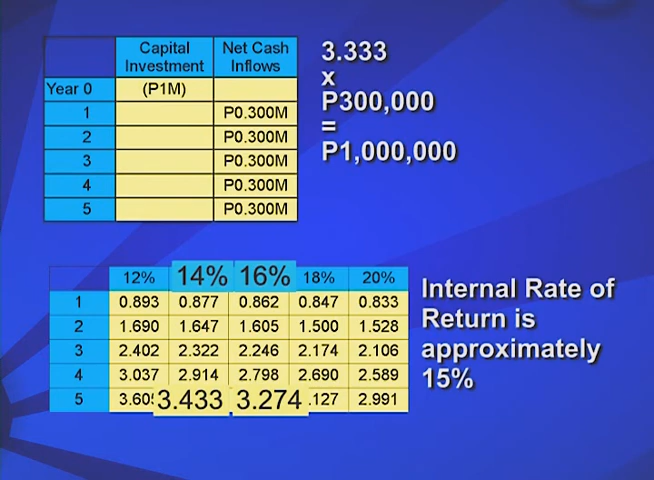 Capital Investment Net Cash Inflows
Year 0 (P1M)
1 P0.300M
2 P0.300M
3 P0.300M
4 P0.300M
5 P0.300M
3.333
x
P300,000
=
P1,000,000
12% 14% 16% 18% 20%
1 0.893 0.877 0.862 0.847 0.833
2 1.690 1.647 1.605 1.500 1.528
3 2.402 2.322 2.246 2.174 2.106
4 3.037 2.914 2.798 2.690 2.589
5 3.605 3.433 3.274 .127 2.991
Internal Rate of
Return is
approximately
15%